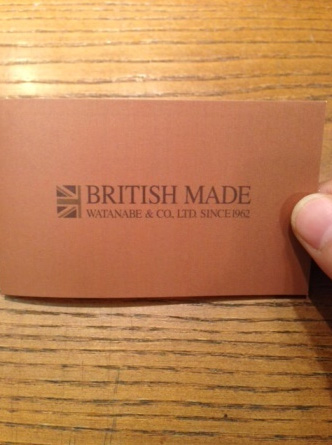 BRITISH MADE
WATANABE & CO., LTD. SINCE 1962